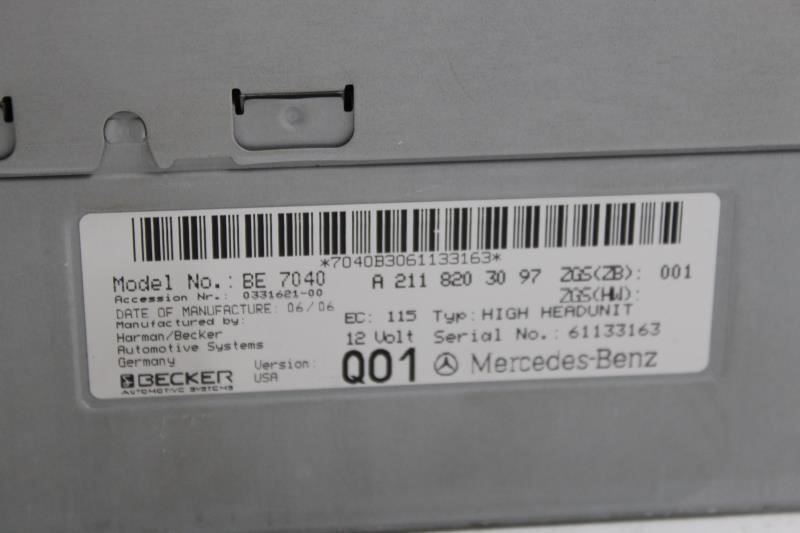 *7040B3061133163*
Model No.: BE 7040 A 211 820 30 97 ZGS(ZB): 001
Accession Nr.: 0331621-00 ZGS(HW):
DATE OF MANUFACTURE: 06/06 EC: 115 Typ: HIGH HEADUNIT
Manufactured by:
Harman/Becker 12 Volt Serial No.: 61133163
Automotive Systems
Germany Version: Q01 Mercedes-Benz
BECKER USA
AUTOMOTIVE SYSTEMS